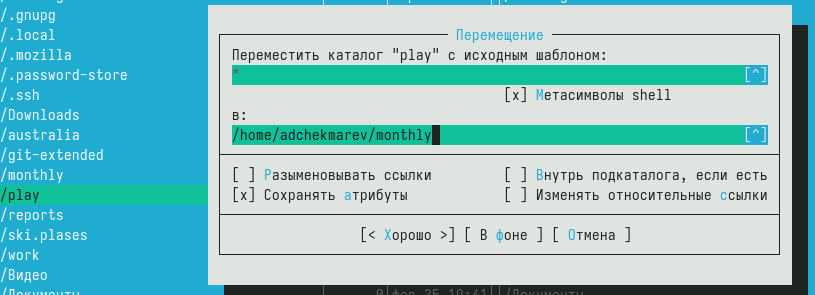 /.gnupg
/.local
/.mozilla
/.password-store
/.ssh
/Downloads
/australia
/git-extended
/monthly
/play
/reports
/ski.plases
/work
/Видео
/Документы
Перемещение
Переместить каталог "play" с исходным шаблоном:
* [^]
[x] Метасимволы shell
в:
/home/adchekmarev/monthly [^]
[ ] Разыменовывать ссылки [ ] Внутрь подкаталога, если есть
[x] Сохранять атрибуты [ ] Изменять относительные ссылки
[< Хорошо >] [ В фоне ] [ Отмена ]
0|фев 25 19:41| |/Документы